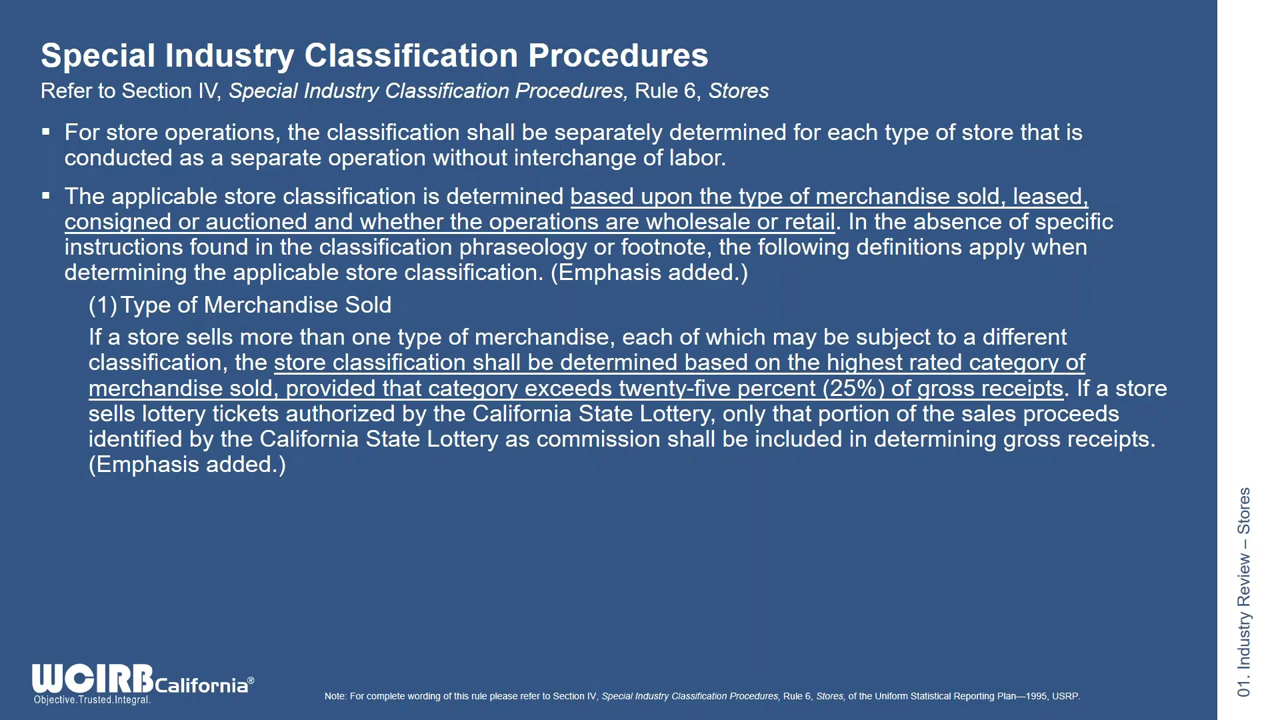 Special Industry Classification Procedures
Refer to Section IV, Special Industry Classification Procedures, Rule 6, Stores
▪ For store operations, the classification shall be separately determined for each type of store that is
conducted as a separate operation without interchange of labor.
▪ The applicable store classification is determined based upon the type of merchandise sold, leased,
consigned or auctioned and whether the operations are wholesale or retail. In the absence of specific
instructions found in the classification phraseology or footnote, the following definitions apply when
determining the applicable store classification. (Emphasis added.)
(1) Type of Merchandise Sold
If a store sells more than one type of merchandise, each of which may be subject to a different
classification, the store classification shall be determined based on the highest rated category of
merchandise sold, provided that category exceeds twenty-five percent (25%) of gross receipts. If a store
sells lottery tickets authorized by the California State Lottery, only that portion of the sales proceeds
identified by the California State Lottery as commission shall be included in determining gross receipts.
(Emphasis added.)
WCIRB California®
Objective.Trusted.Integral.
Note: For complete wording of this rule please refer to Section IV, Special Industry Classification Procedures, Rule 6, Stores, of the Uniform Statistical Reporting Plan—1995, USRP.
01. Industry Review – Stores